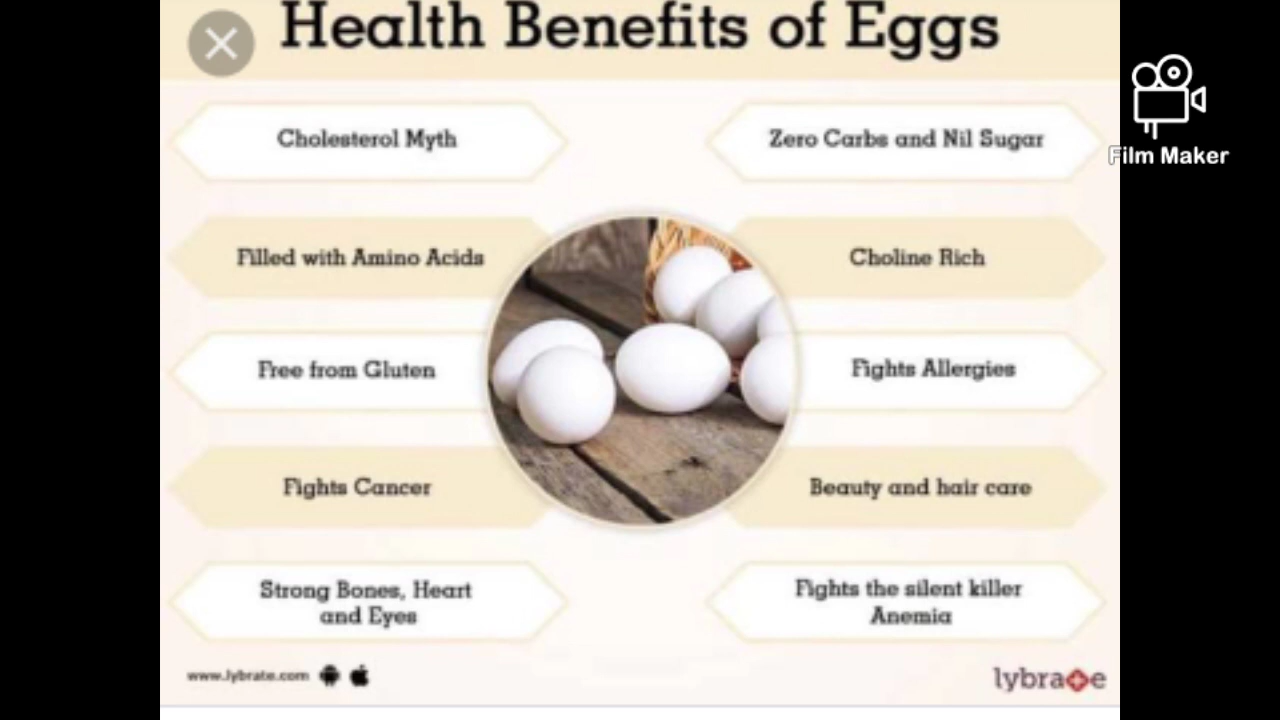 Health Benefits of Eggs
Film Maker
Cholesterol Myth
Zero Carbs and Nil Sugar
Filled with Amino Acids
Choline Rich
Free from Gluten
Fights Allergies
Fights Cancer
Beauty and hair care
Strong Bones, Heart
and Eyes
Fights the silent killer
Anemia
www.lybrate.com
lybrate